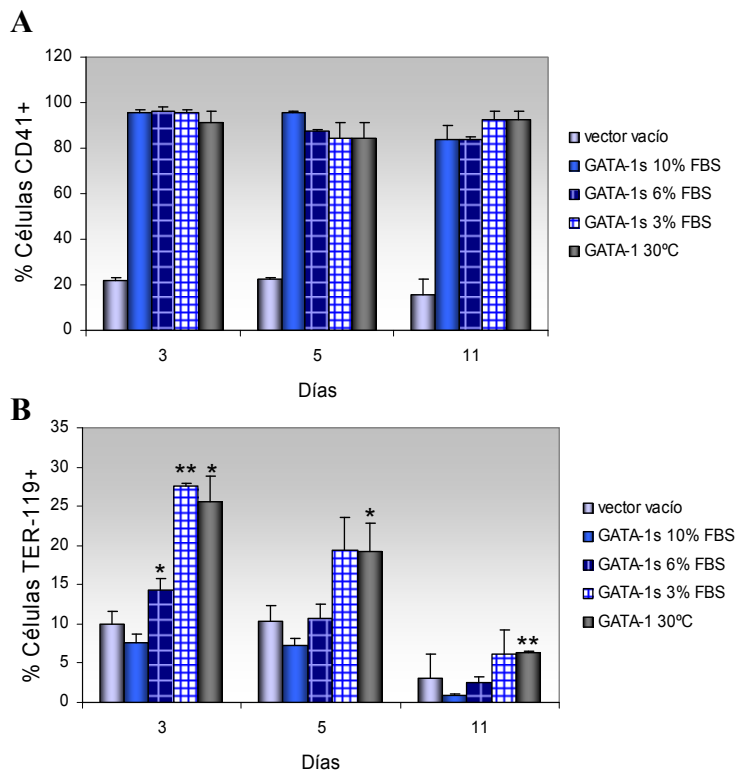 A
% Células CD41+
120
100
80
60
40
20
0
3
5
11
Días
vector vacío
GATA-1s 10% FBS
GATA-1s 6% FBS
GATA-1s 3% FBS
GATA-1 30ºC
B
% Células TER-119+
35
30
25
20
15
10
5
0
*
**
*
*
**
3
5
11
Días
vector vacío
GATA-1s 10% FBS
GATA-1s 6% FBS
GATA-1s 3% FBS
GATA-1 30ºC